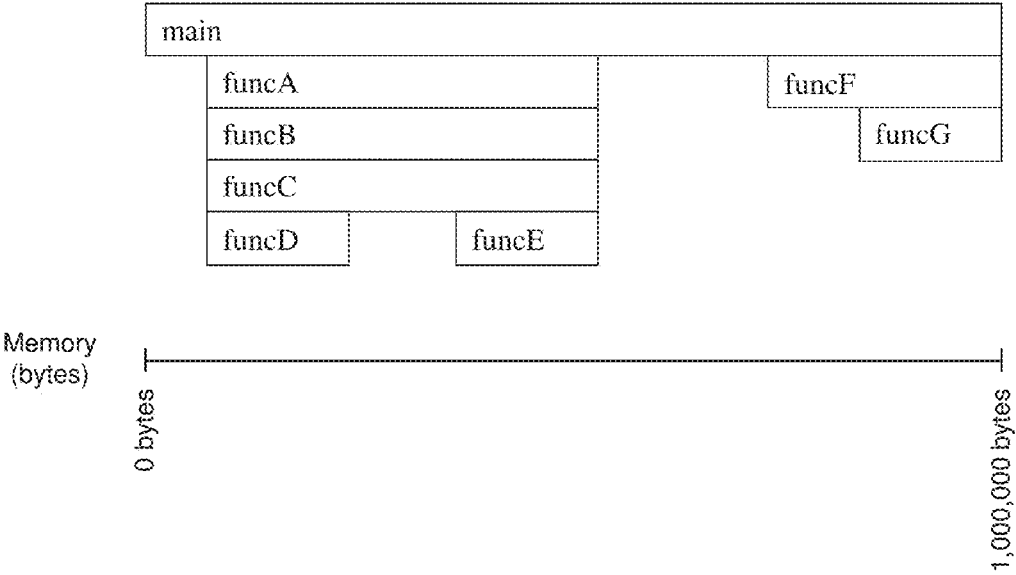 main
funcA
funcF
funcB
funcG
funcC
funcD
funcE
Memory
(bytes)
0 bytes
1,000,000 bytes